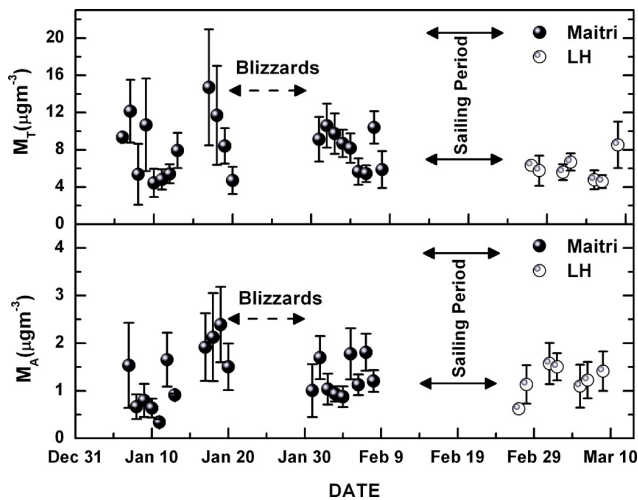 20
16
12
8
4
0
M_T(μgm⁻³)
Blizzards
Sailing Period
Maitri
LH
4
3
2
1
0
M_A(μgm⁻³)
Blizzards
Sailing Period
Maitri
LH
Dec 31 Jan 10 Jan 20 Jan 30 Feb 9 Feb 19 Feb 29 Mar 10
DATE